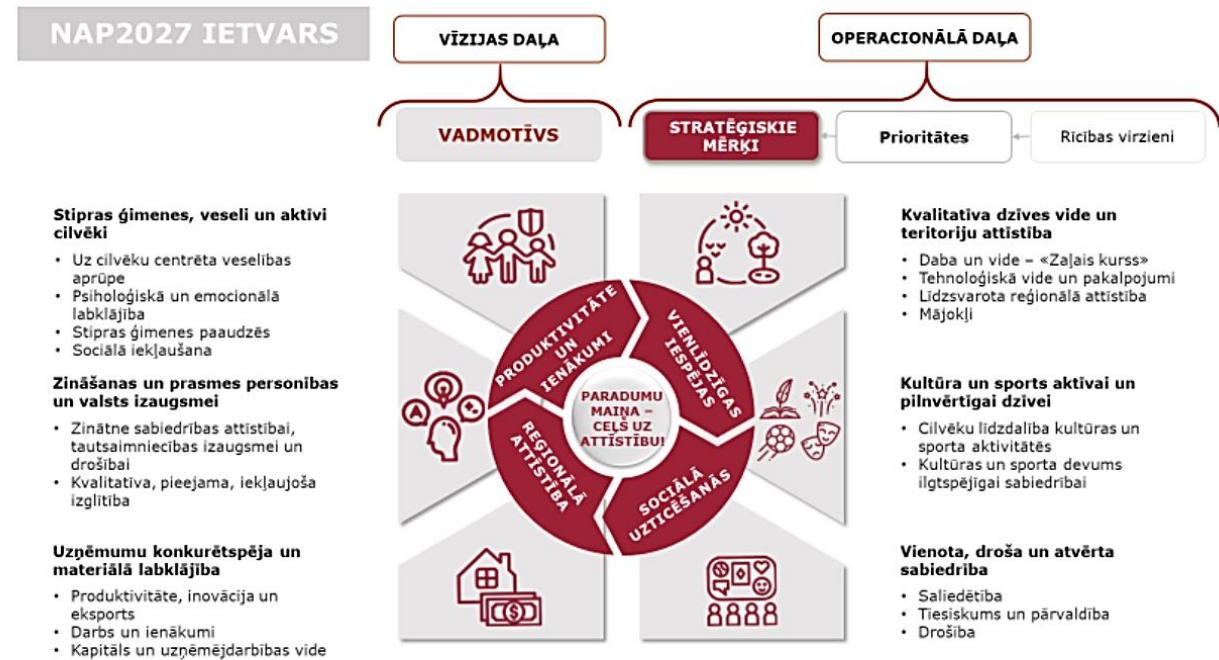 NAP2027 IETVARS
VĪZIJAS DAĻA
OPERACIONĀLĀ DAĻA
VADMOTĪVS
STRATĒĢISKIE
MĒRĶI
Prioritātes
Rīcības virzieni
Stipras ģimenes, veseli un aktīvi
cilvēki
• Uz cilvēku centrēta veselības
aprūpe
• Psiholoģiskā un emocionālā
labklājība
• Stipras ģimenes paaudzēs
• Sociālā iekļaušana
Zināšanas un prasmes personības
un valsts izaugsmei
• Zinātne sabiedrības attīstībai,
tautsaimniecības izaugsmei un
drošībai
• Kvalitatīva, pieejama, iekļaujoša
izglītība
Uzņēmumu konkurētspēja un
materiālā labklājība
• Produktivitāte, inovācija un
eksports
• Darbs un ienākumi
• Kapitāls un uzņēmējdarbības vide
PRODUKTIVITĀTE
UN
IENĀKUMI
VIENLĪDZĪGAS
IESPĒJAS
PARADUMU
MAIŅA –
CEĻŠ UZ
ATTĪSTĪBU!
REĢIONĀLĀ
ATTĪSTĪBA
SOCIĀLĀ
UZTICĒŠANĀS
A
$
Kvalitatīva dzīves vide un
teritoriju attīstība
• Daba un vide – «Zaļais kurss»
• Tehnoloģiskā vide un pakalpojumi
• Līdzsvarota reģionālā attīstība
• Mājokļi
Kultūra un sports aktīvai un
pilnvērtīgai dzīvei
• Cilvēku līdzdalība kultūras un
sporta aktivitātēs
• Kultūras un sporta devums
ilgtspējīgai sabiedrībai
Vienota, droša un atvērta
sabiedrība
• Saliedētība
• Tiesiskums un pārvaldība
• Drošība